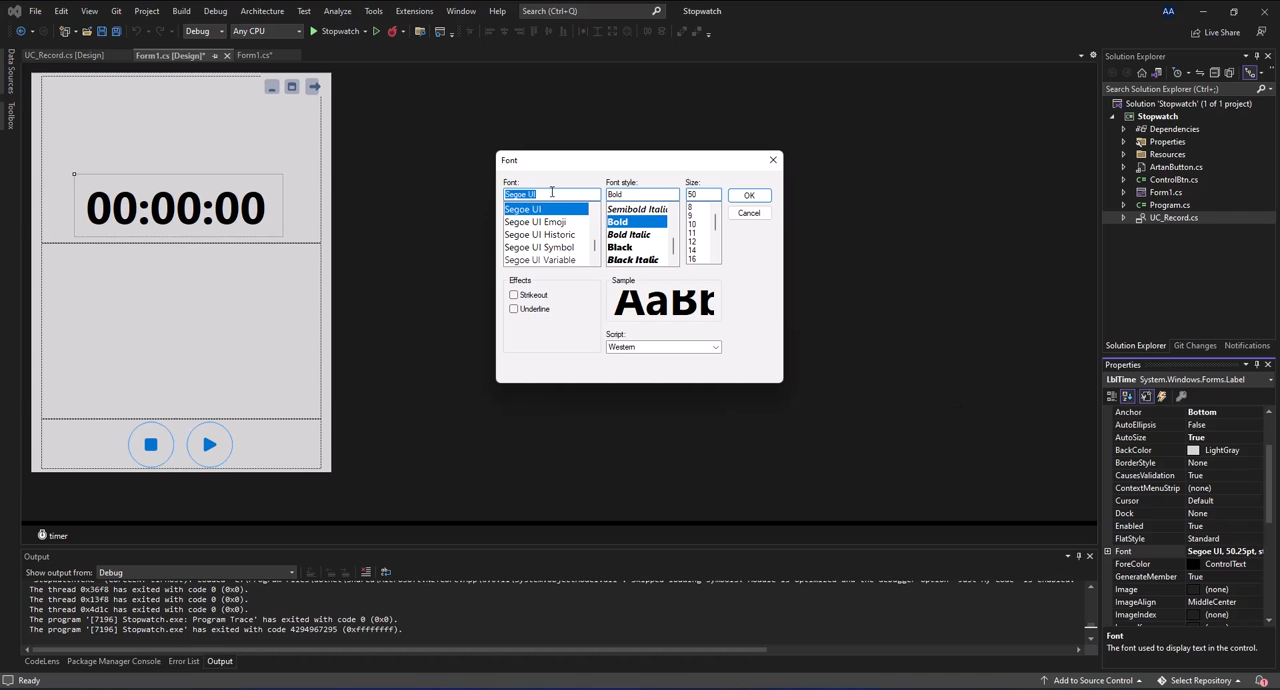 File Edit View Git Project Build Debug Architecture Test Analyze Tools Extensions Window Help Search (Ctrl+Q) Stopwatch AA
Debug Any CPU Stopwatch Live Share
UC_Record.cs [Design] Form1.cs [Design]* Form1.cs*
Data Sources
Toolbox
00:00:00
timer
Font
Font: Font style: Size:
Segoe UI Bold 50 OK
Segoe UI
Segoe UI Emoji
Segoe UI Historic
Segoe UI Symbol
Segoe UI Variable
Semibold Italic
Bold
Bold Italic
Black
Black Italic
8
9
10
11
12
14
16
Cancel
Effects
Strikeout
Underline
Sample
AaBb
Script:
Western
Solution Explorer
Search Solution Explorer (Ctrl+;)
Solution 'Stopwatch' (1 of 1 project)
Stopwatch
Dependencies
Properties
Resources
ArtanButton.cs
ControlBtn.cs
Form1.cs
Program.cs
UC_Record.cs
Solution Explorer Git Changes Notifications
Properties
LblTime System.Windows.Forms.Label
Anchor Bottom
AutoEllipsis False
AutoSize True
BackColor LightGray
BorderStyle None
CausesValidation True
ContextMenuStrip (none)
Cursor Default
Dock None
Enabled True
FlatStyle Standard
Font Segoe UI, 50.25pt, st
ForeColor ControlText
GenerateMember True
Image (none)
ImageAlign MiddleCenter
ImageIndex (none)
Font
The font used to display text in the control.
Output
Show output from: Debug
The thread 0x36f8 has exited with code 0 (0x0).
The thread 0x13f8 has exited with code 0 (0x0).
The thread 0x4d1c has exited with code 0 (0x0).
The program '[7196] Stopwatch.exe: Program Trace' has exited with code 0 (0x0).
The program '[7196] Stopwatch.exe' has exited with code 4294967295 (0xffffffff).
CodeLens Package Manager Console Error List Output
Ready Add to Source Control Select Repository 1